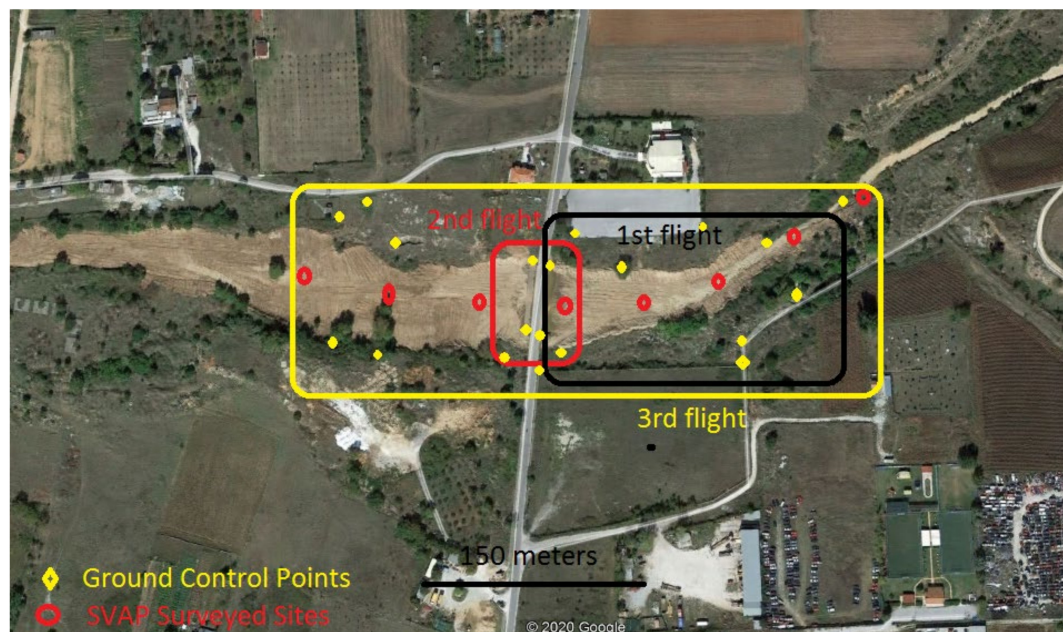 2nd flight
1st flight
3rd flight
150 meters
Ground Control Points
SVAP Surveyed Sites
© 2020 Google